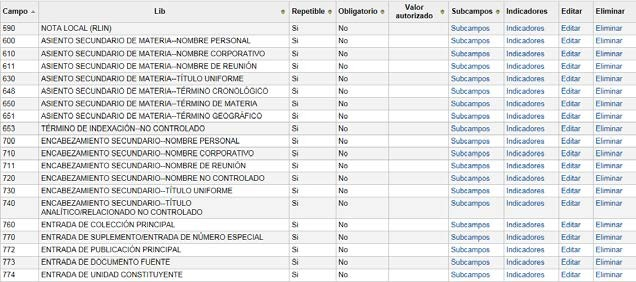 Campo Lib Repetible Obligatorio Valor autorizado Subcampos Indicadores Editar Eliminar
590 NOTA LOCAL (RLIN) Si No Subcampos Indicadores Editar Eliminar
600 ASIENTO SECUNDARIO DE MATERIA--NOMBRE PERSONAL Si No Subcampos Indicadores Editar Eliminar
610 ASIENTO SECUNDARIO DE MATERIA--NOMBRE CORPORATIVO Si No Subcampos Indicadores Editar Eliminar
611 ASIENTO SECUNDARIO DE MATERIA--NOMBRE DE REUNIÓN Si No Subcampos Indicadores Editar Eliminar
630 ASIENTO SECUNDARIO DE MATERIA--TÍTULO UNIFORME Si No Subcampos Indicadores Editar Eliminar
648 ASIENTO SECUNDARIO DE MATERIA--TÉRMINO CRONOLÓGICO Si No Subcampos Indicadores Editar Eliminar
650 ASIENTO SECUNDARIO DE MATERIA--TÉRMINO DE MATERIA Si No Subcampos Indicadores Editar Eliminar
651 ASIENTO SECUNDARIO DE MATERIA--TÉRMINO GEOGRÁFICO Si No Subcampos Indicadores Editar Eliminar
653 TÉRMINO DE INDEXACIÓN--NO CONTROLADO Si No Subcampos Indicadores Editar Eliminar
700 ENCABEZAMIENTO SECUNDARIO--NOMBRE PERSONAL Si No Subcampos Indicadores Editar Eliminar
710 ENCABEZAMIENTO SECUNDARIO--NOMBRE CORPORATIVO Si No Subcampos Indicadores Editar Eliminar
711 ENCABEZAMIENTO SECUNDARIO--NOMBRE DE REUNIÓN Si No Subcampos Indicadores Editar Eliminar
720 ENCABEZAMIENTO SECUNDARIO--NOMBRE NO CONTROLADO Si No Subcampos Indicadores Editar Eliminar
730 ENCABEZAMIENTO SECUNDARIO--TÍTULO UNIFORME Si No Subcampos Indicadores Editar Eliminar
740 ENCABEZAMIENTO SECUNDARIO--TÍTULO Si No Subcampos Indicadores Editar Eliminar
ANALÍTICO/RELACIONADO NO CONTROLADO
760 ENTRADA DE COLECCIÓN PRINCIPAL Si No Subcampos Indicadores Editar Eliminar
770 ENTRADA DE SUPLEMENTO/ENTRADA DE NÚMERO ESPECIAL Si No Subcampos Indicadores Editar Eliminar
772 ENTRADA DE PUBLICACIÓN PRINCIPAL Si No Subcampos Indicadores Editar Eliminar
773 ENTRADA DE DOCUMENTO FUENTE Si No Subcampos Indicadores Editar Eliminar
774 ENTRADA DE UNIDAD CONSTITUYENTE Si No Subcampos Indicadores Editar Eliminar